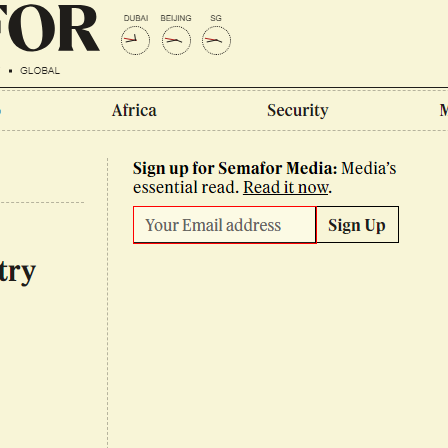 FOR
DUBAI BEIJING SG
• GLOBAL
Africa Security M
Sign up for Semafor Media: Media’s
essential read. Read it now.
Your Email address Sign Up
try